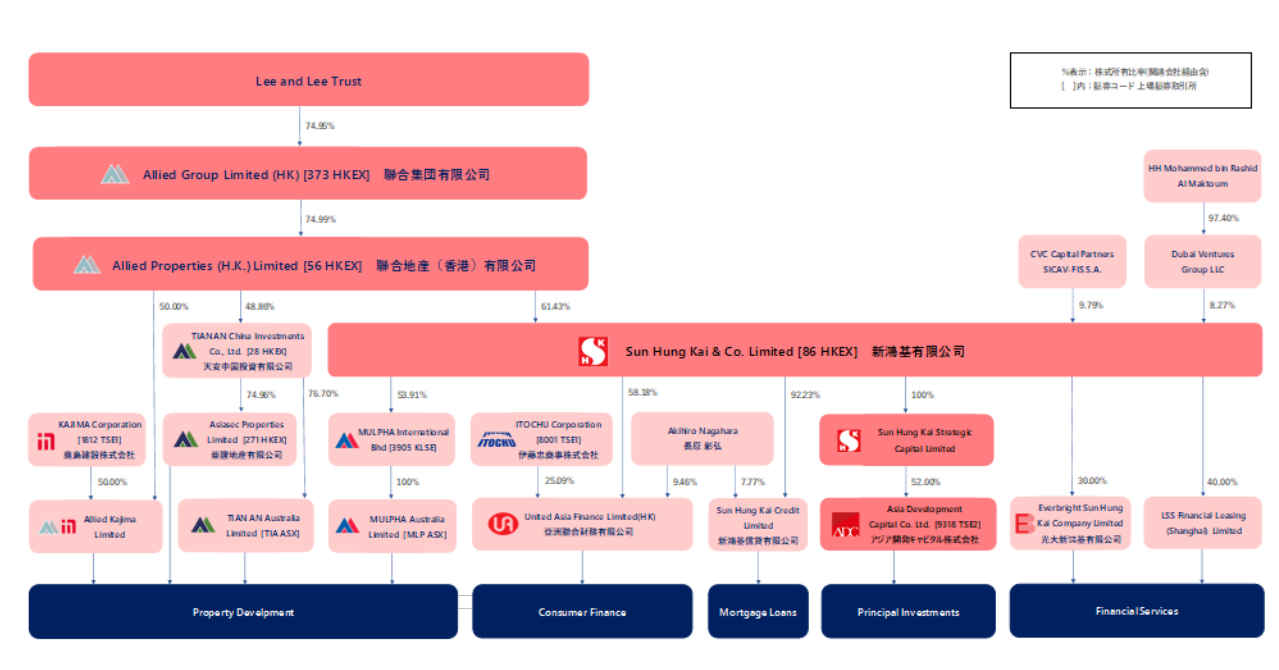 Lee and Lee Trust
%表示：株式所有比率(関連会社経由含)
[ ]内：証券コード 上場証券取引所
74.95%
Allied Group Limited (HK) [373 HKEX] 聯合集団有限公司
HH Mohammed bin Rashid
Al Maktoum
74.99%
97.40%
Allied Properties (H.K.) Limited [56 HKEX] 聯合地産（香港）有限公司
CVC Capital Partners
SICAV-FIS S.A.
Dubai Ventures
Group LLC
50.00%
48.86%
61.43%
9.79%
8.27%
TIANAN China Investments
Co., Ltd. [28 HKEX]
天安中国投資有限公司
SHK
Sun Hung Kai & Co. Limited [86 HKEX] 新鴻基有限公司
74.96%
76.70%
53.91%
58.18%
92.23%
100%
KAJIMA Corporation
[1812 TSE1]
鹿島建設株式会社
Asiasec Properties
Limited [271 HKEX]
亜証地産有限公司
MULPHA International
Bhd [3905 KLSE]
ITOCHU
ITOCHU Corporation
[8001 TSE1]
伊藤忠商事株式会社
Akihiro Nagahara
長原 彰弘
SHK
Sun Hung Kai Strategic
Capital Limited
50.00%
100%
25.09%
9.46%
7.77%
52.00%
30.00%
40.00%
Allied Kajima
Limited
TIAN AN Australia
Limited [TIA ASX]
MULPHA Australia
Limited [MLP ASX]
UA
United Asia Finance Limited(HK)
亞洲聯合財務有限公司
Sun Hung Kai Credit
Limited
新鴻基信貸有限公司
ADC
Asia Development
Capital Co. Ltd. [9318 TSE2]
アジア開発キャピタル株式会社
Everbright Sun Hung
Kai Company Limited
光大新鴻基有限公司
LSS Financial Leasing
(Shanghai) Limited
Property Develpment
Consumer Finance
Mortgage Loans
Principal Investments
Financial Services